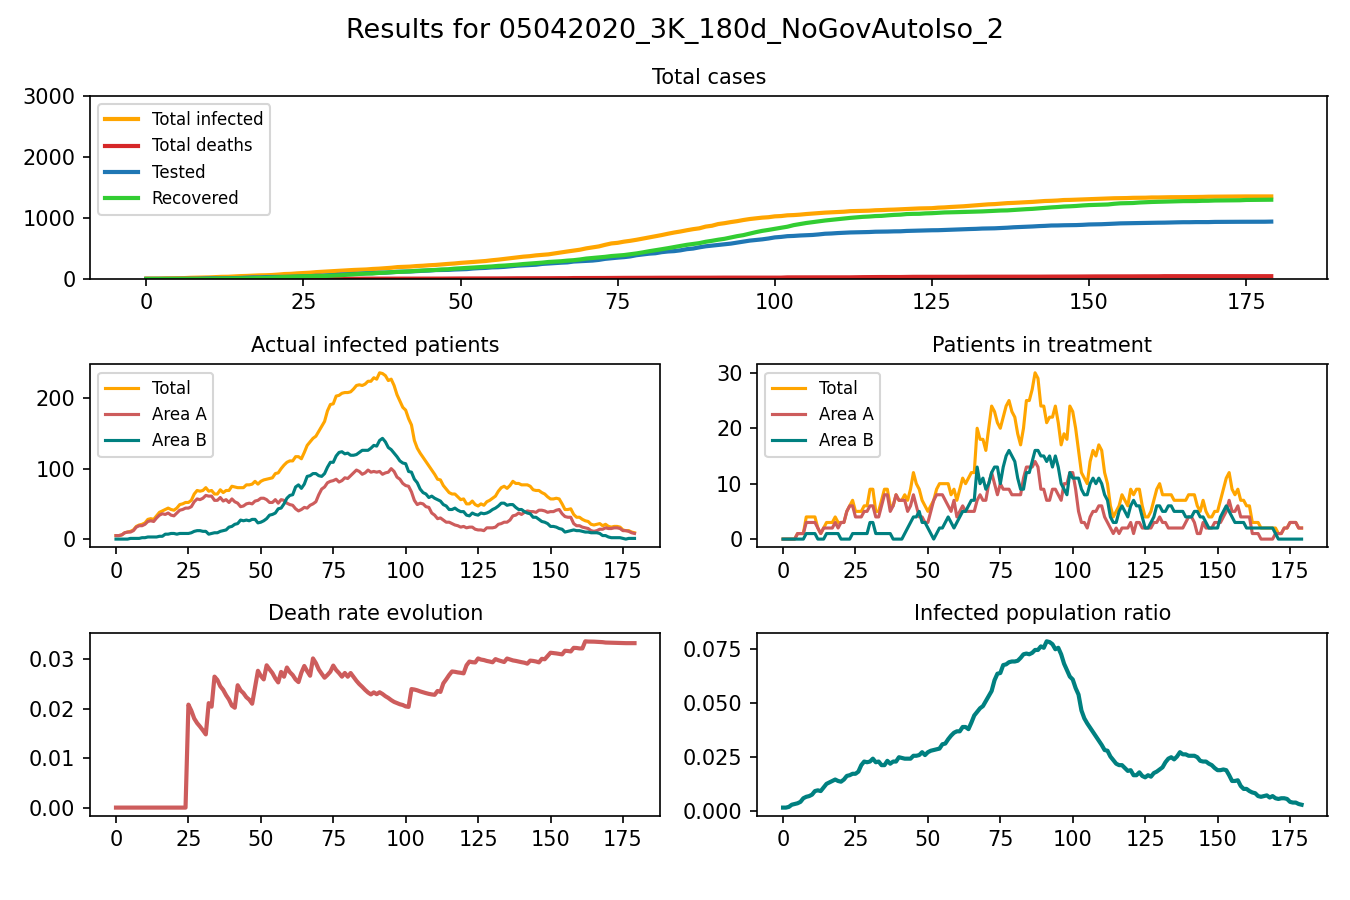 Results for 05042020_3K_180d_NoGovAutoIso_2
Total cases
3000
2000
1000
0
Total infected
Total deaths
Tested
Recovered
0 25 50 75 100 125 150 175
Actual infected patients
200
100
0
Total
Area A
Area B
0 25 50 75 100 125 150 175
Patients in treatment
30
20
10
0
Total
Area A
Area B
0 25 50 75 100 125 150 175
Death rate evolution
0.03
0.02
0.01
0.00
0 25 50 75 100 125 150 175
Infected population ratio
0.075
0.050
0.025
0.000
0 25 50 75 100 125 150 175